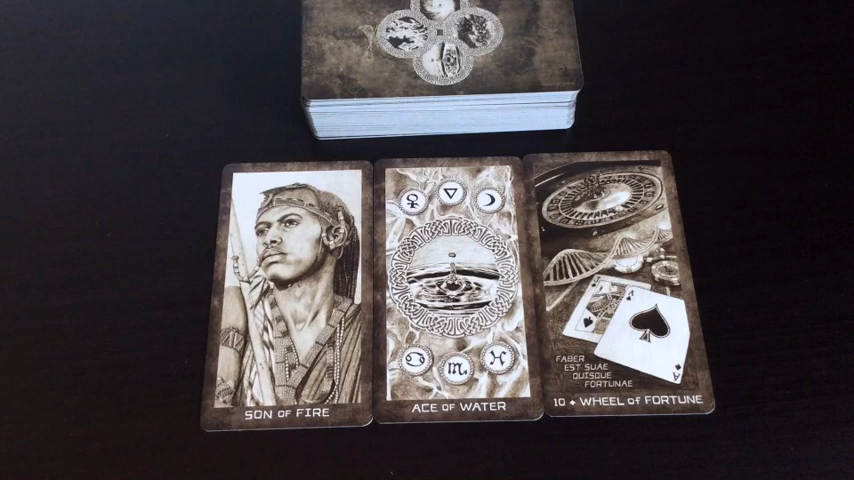 SON OF FIRE
ACE OF WATER
A
A
FABER
EST SUAE
QUISQUE
FORTUNAE
10 ♦ WHEEL of FORTUNE